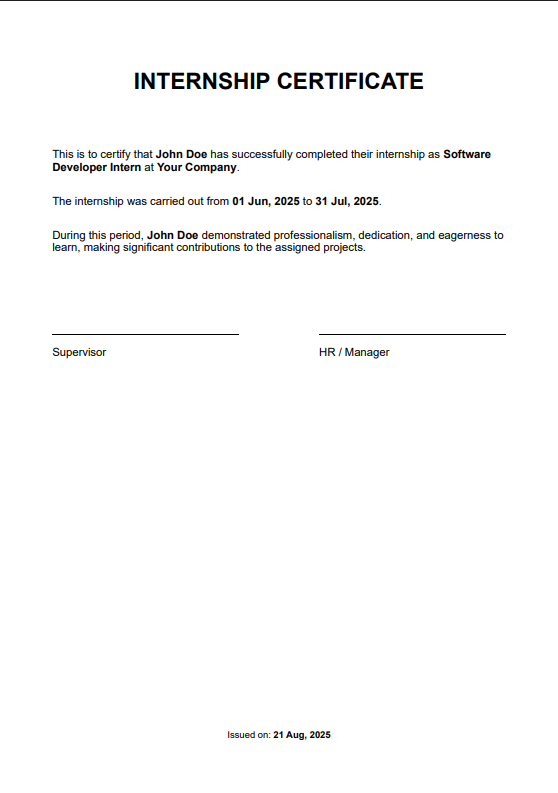 INTERNSHIP CERTIFICATE
This is to certify that John Doe has successfully completed their internship as Software
Developer Intern at Your Company.
The internship was carried out from 01 Jun, 2025 to 31 Jul, 2025.
During this period, John Doe demonstrated professionalism, dedication, and eagerness to
learn, making significant contributions to the assigned projects.
Supervisor
HR / Manager
Issued on: 21 Aug, 2025